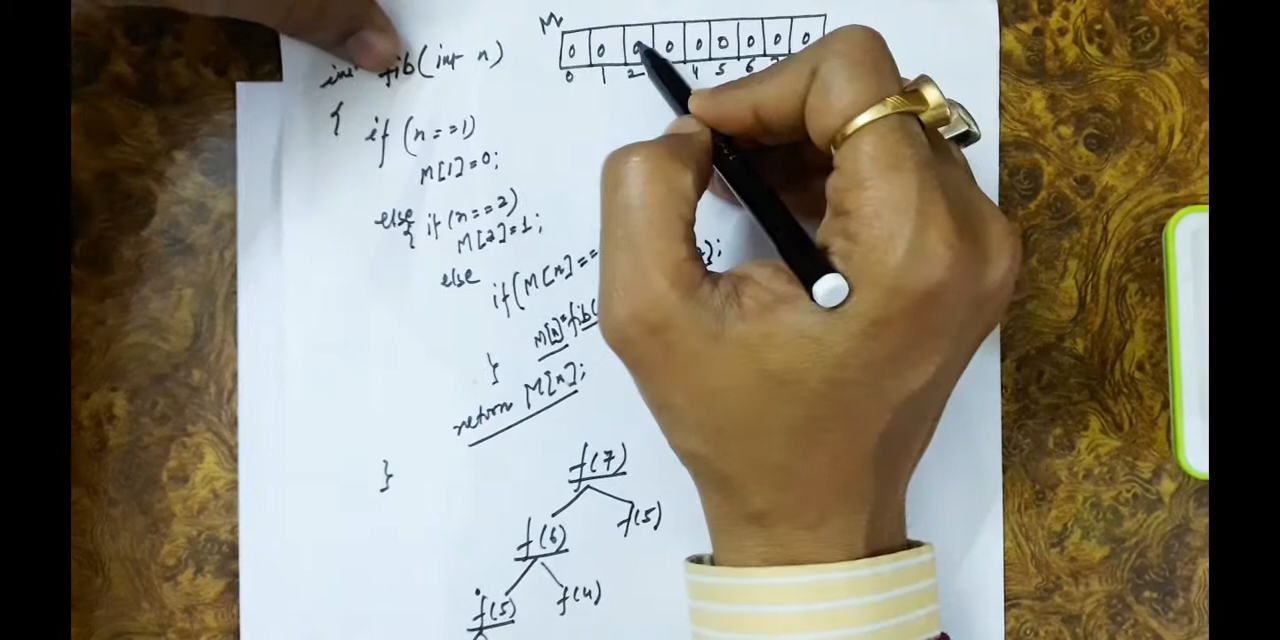 int fib(int n)
M
0 0 0 0 0 0 0 0 0
0 1 2 4 5 6
{ if (n==1)
M[1]=0;
else if (n==2)
{ M[2]=1;
else
if(M[n]==
M[n]=fib(
}
return M[n];
}
f(7)
f(6) f(5)
f(5) f(4)